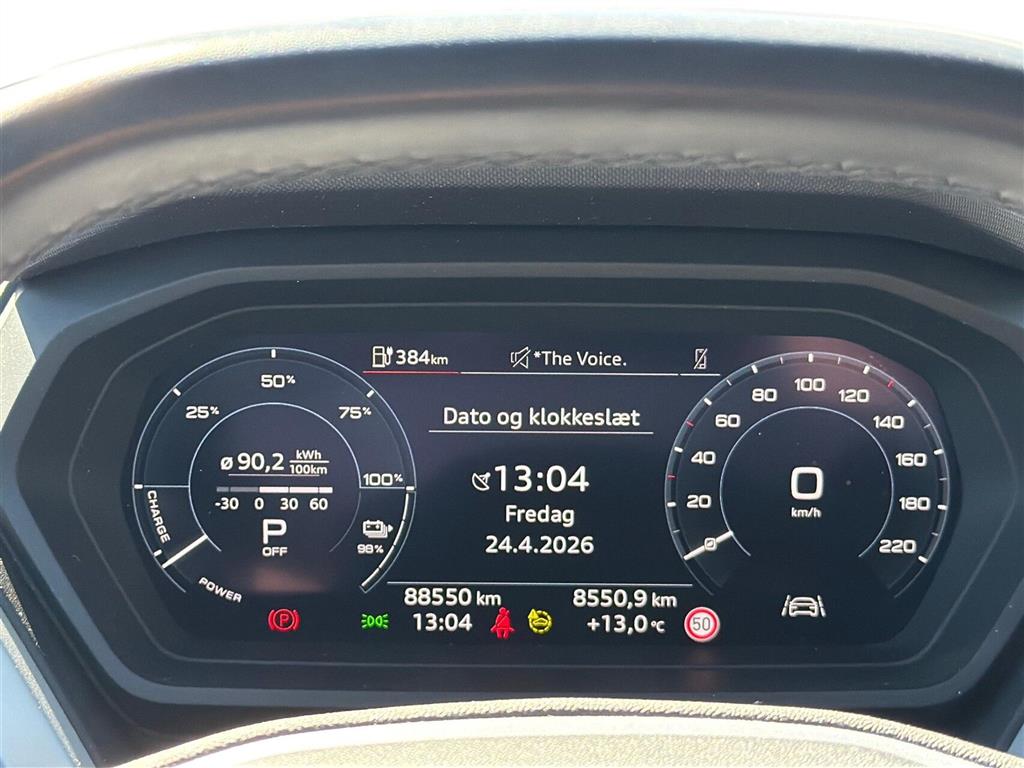 384 km
*The Voice.
25%
50%
75%
100%
CHARGE
POWER
ø 90,2 kWh
100km
-30 0 30 60
P
OFF
98%
Dato og klokkeslæt
13:04
Fredag
24.4.2026
88550 km
8550,9 km
13:04
+13,0 °C
P
50
0
20
40
60
80
100
120
140
160
180
220
0
km/h